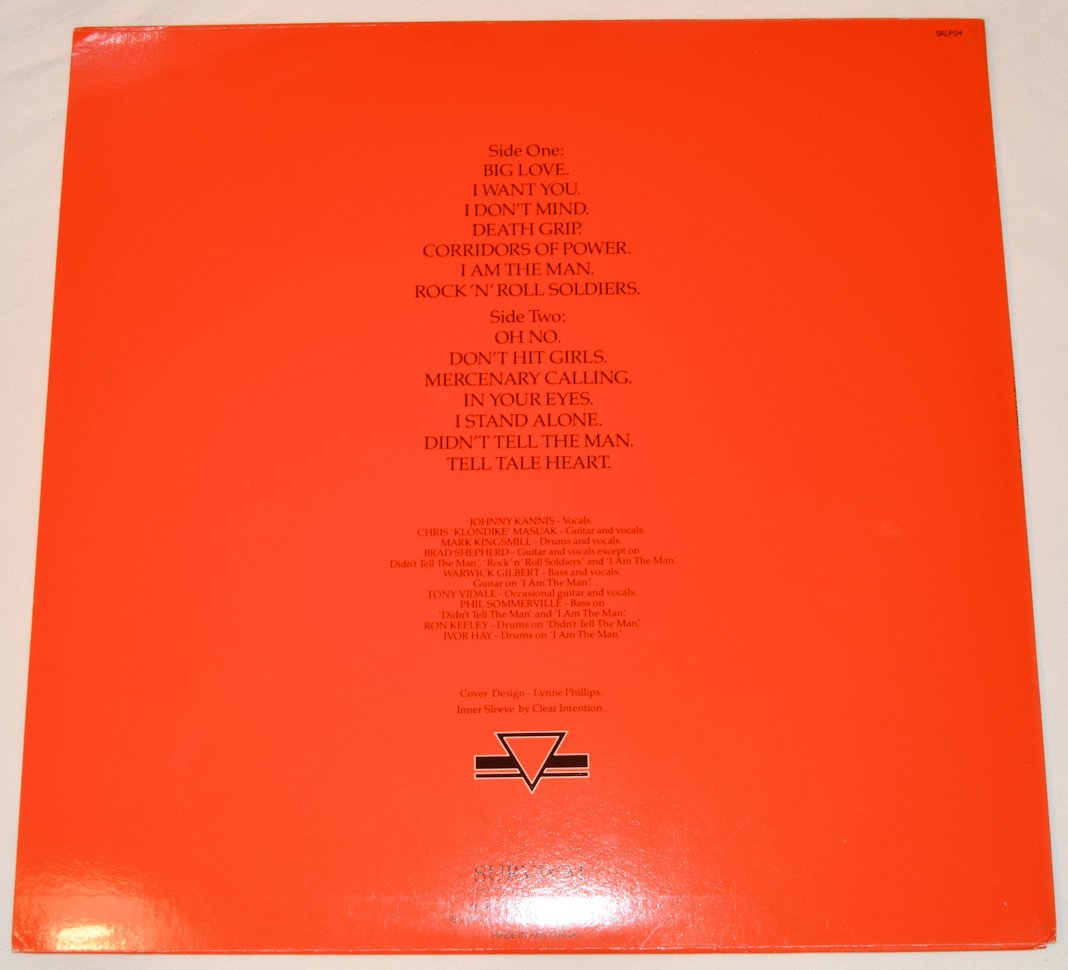 SRLP'04
Side One:
BIG LOVE.
I WANT YOU.
I DON'T MIND.
DEATH GRIP.
CORRIDORS OF POWER.
I AM THE MAN.
ROCK 'N' ROLL SOLDIERS.
Side Two:
OH NO.
DON'T HIT GIRLS.
MERCENARY CALLING.
IN YOUR EYES.
I STAND ALONE.
DIDN'T TELL THE MAN.
TELL TALE HEART.
JOHNNY KANNIS – Vocals.
CHRIS 'KLONDIKE' MASUAK – Guitar and vocals.
MARK KINGSMILL – Drums and vocals.
BRAD SHEPHERD – Guitar and vocals except on
Didn't Tell The Man.', 'Rock 'n' Roll Soldiers.' and 'I Am The Man.'
WARWICK GILBERT – Bass and vocals.
Guitar on 'I Am The Man.'
TONY VIDALE – Occasional guitar and vocals.
PHIL SOMMERVILLE – Bass on
'Didn't Tell The Man' and 'I Am The Man.'
RON KEELEY – Drums on 'Didn't Tell The Man.'
IVOR HAY – Drums on 'I Am The Man.'
Cover Design - Lynne Phillips.
Inner Sleeve by Clear Intention.
SURVIVAL